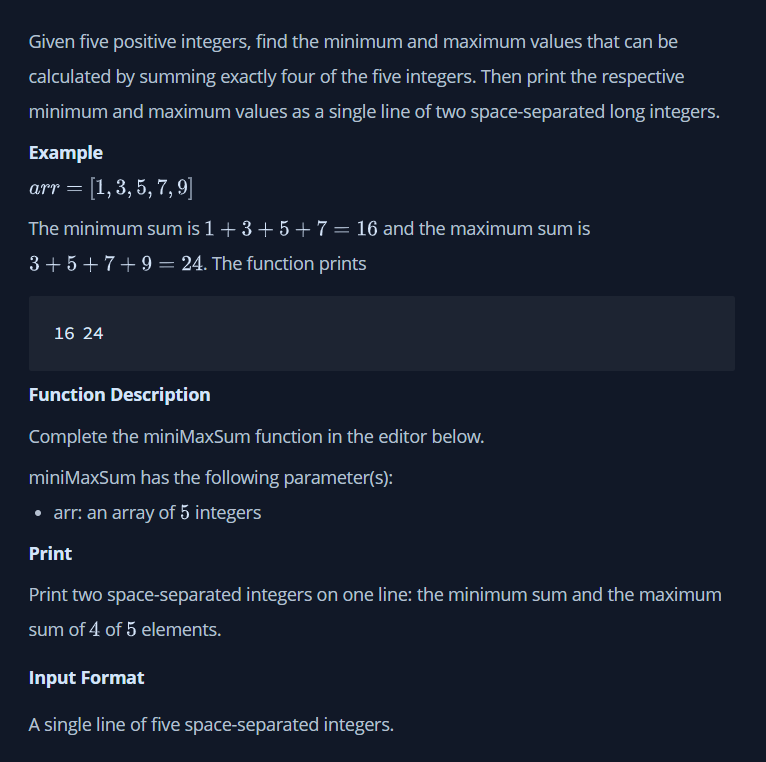 Given five positive integers, find the minimum and maximum values that can be
calculated by summing exactly four of the five integers. Then print the respective
minimum and maximum values as a single line of two space-separated long integers.
Example
arr = [1, 3, 5, 7, 9]
The minimum sum is 1 + 3 + 5 + 7 = 16 and the maximum sum is
3 + 5 + 7 + 9 = 24. The function prints
16 24
Function Description
Complete the miniMaxSum function in the editor below.
miniMaxSum has the following parameter(s):
• arr: an array of 5 integers
Print
Print two space-separated integers on one line: the minimum sum and the maximum
sum of 4 of 5 elements.
Input Format
A single line of five space-separated integers.